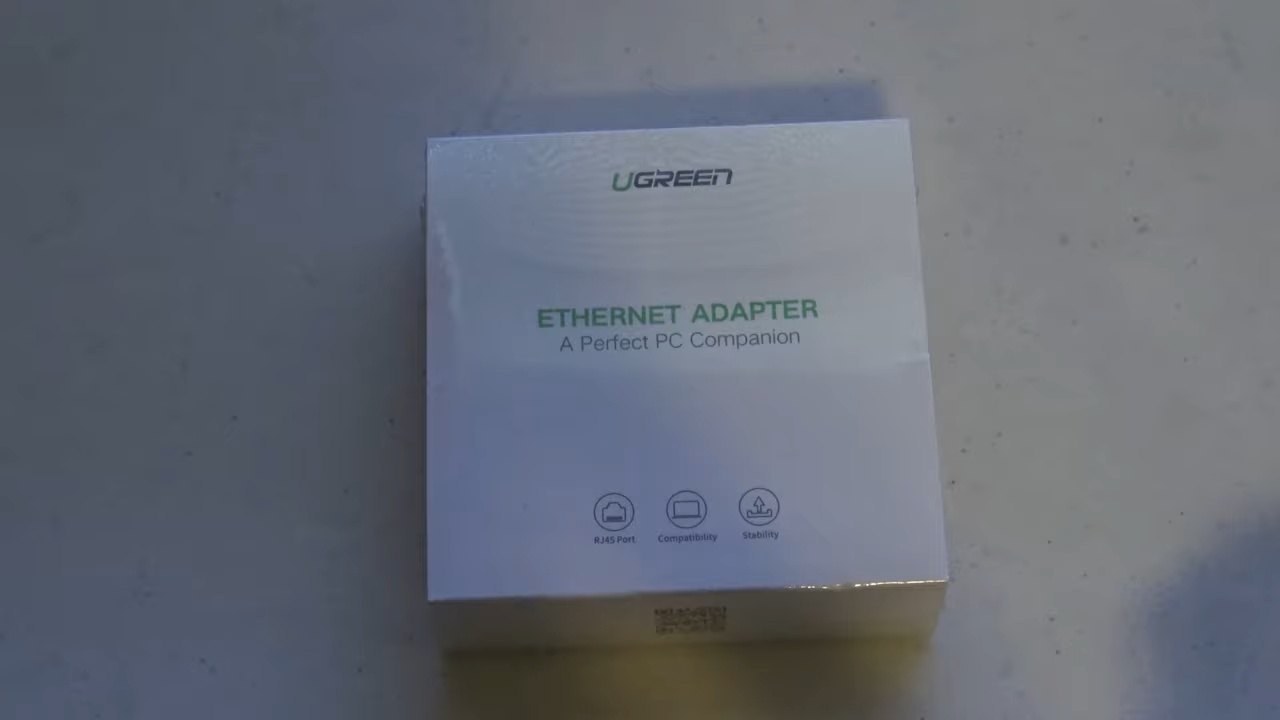 UGREEN
ETHERNET ADAPTER
A Perfect PC Companion
RJ45 Port
Compatibility
Stability